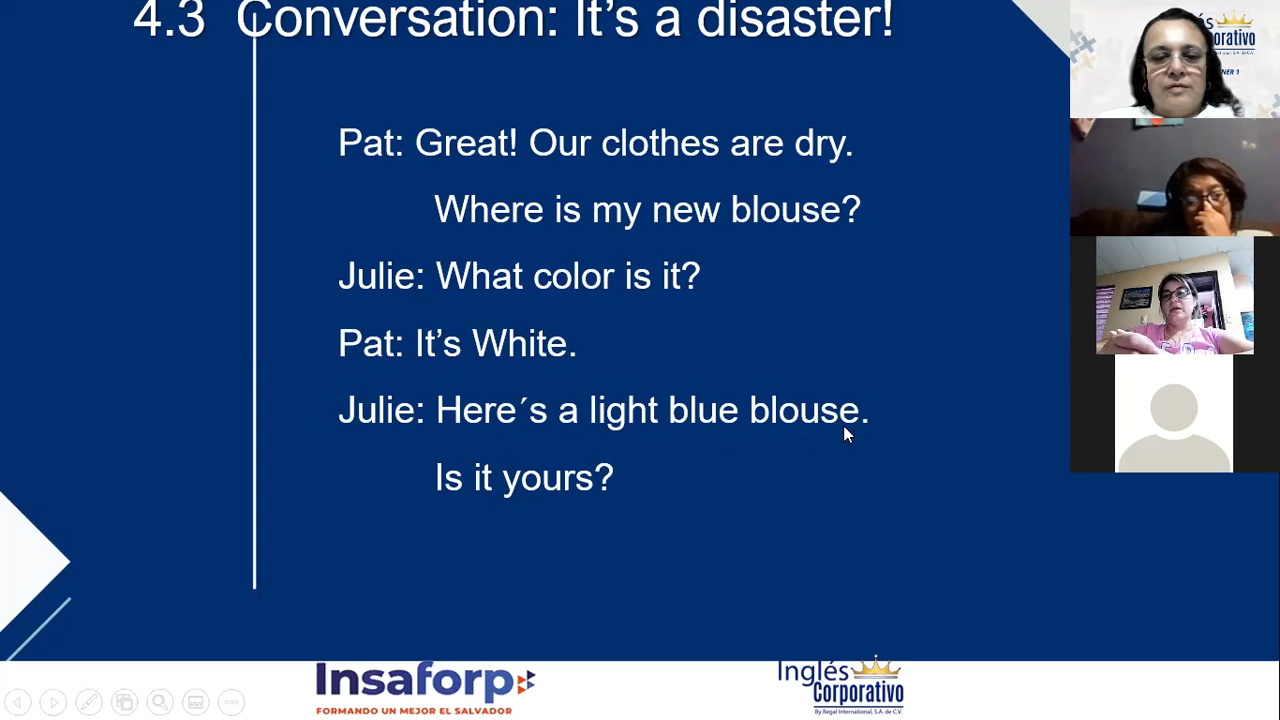 4.3 Conversation: It’s a disaster!
Pat: Great! Our clothes are dry.
Where is my new blouse?
Julie: What color is it?
Pat: It’s White.
Julie: Here´s a light blue blouse.
Is it yours?
Insaforp
FORMANDO UN MEJOR EL SALVADOR
Inglés
Corporativo
By Regal International, S.A. de C.V.